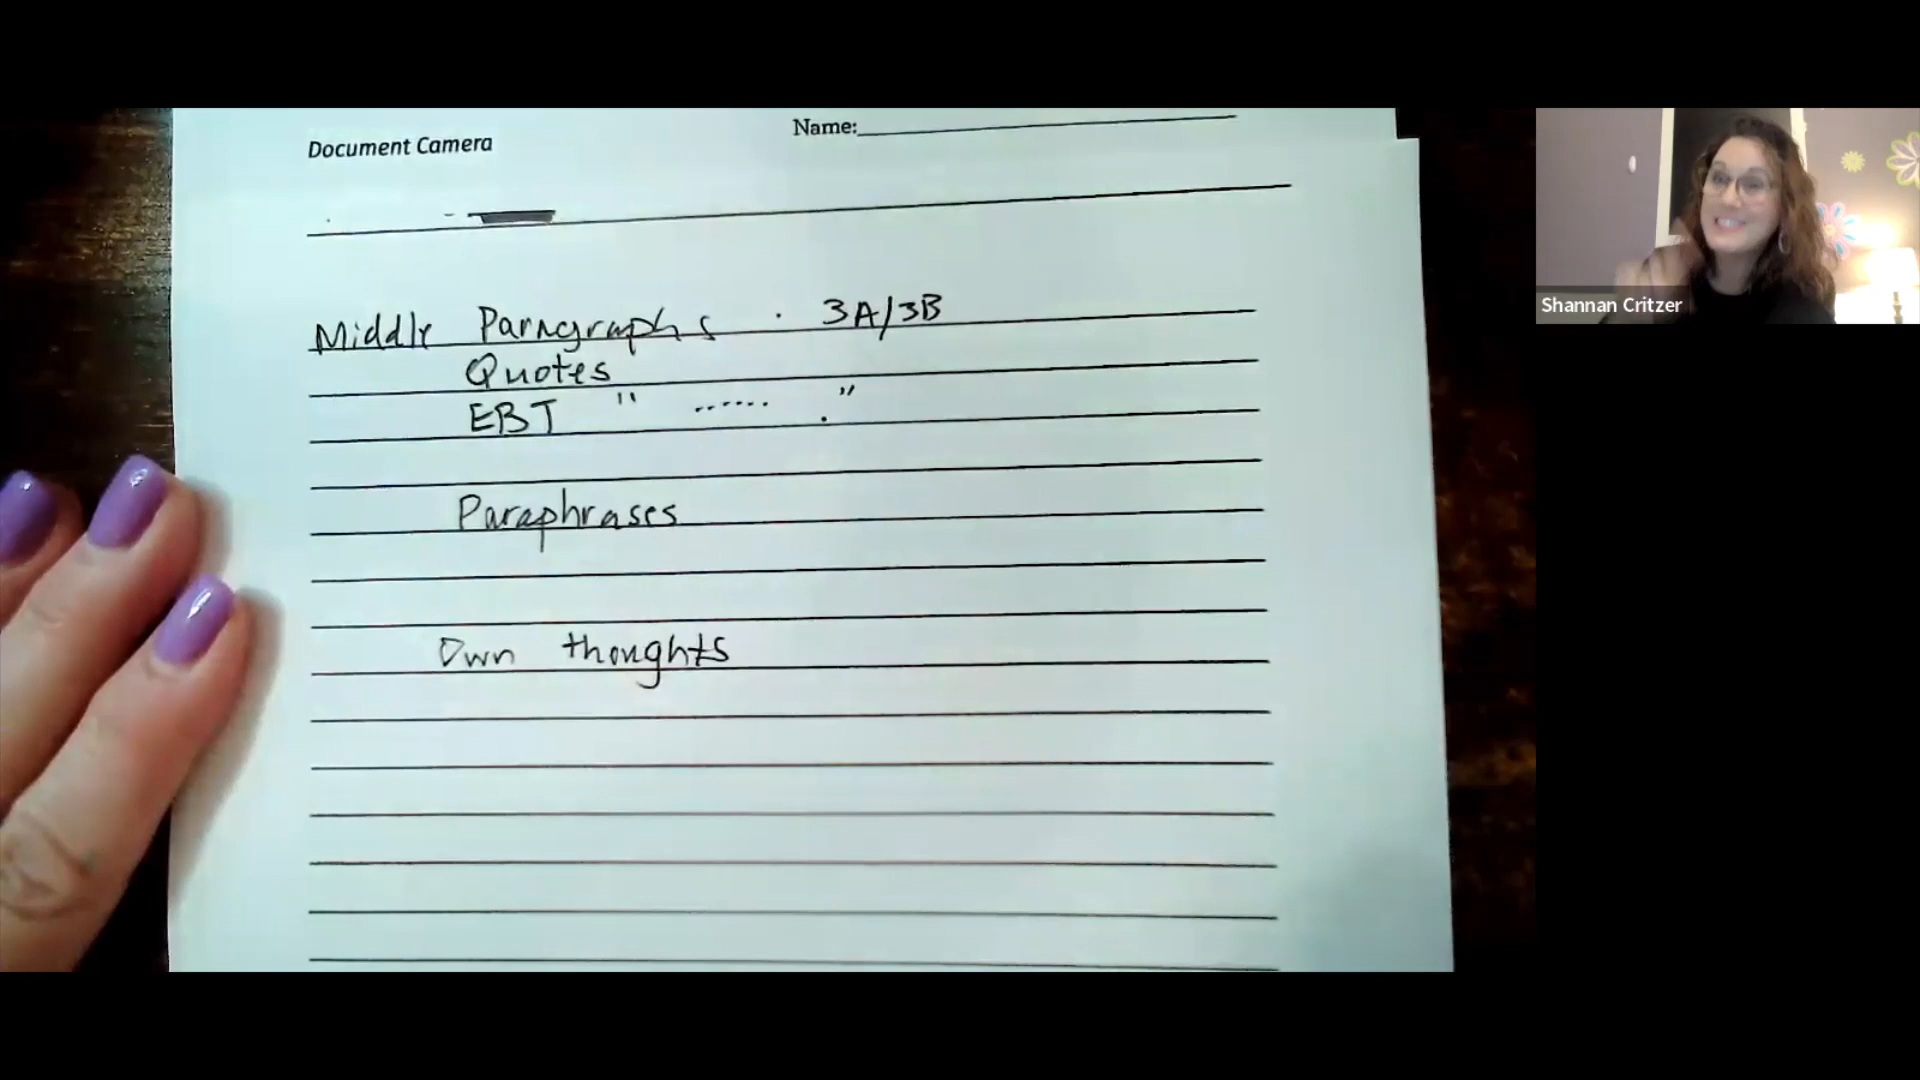 Document Camera
Name:
Middle Paragraphs . 3A/3B
Quotes
EBT " ...... ."
Paraphrases
Own thoughts
Shannan Critzer